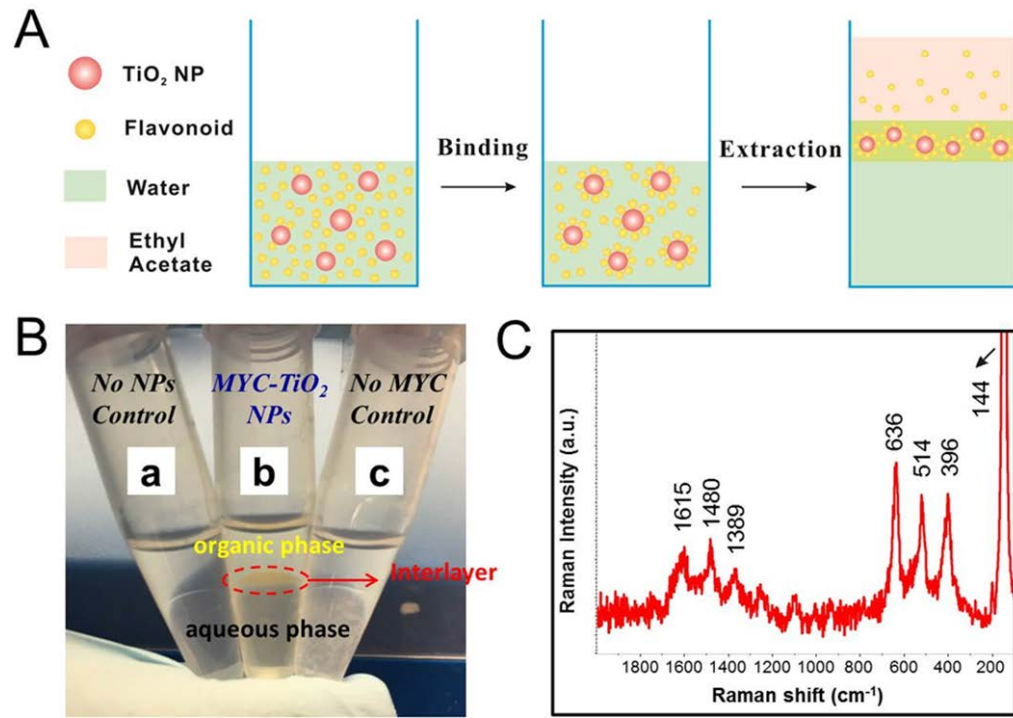 A
TiO₂ NP
Flavonoid
Water
Ethyl
Acetate
Binding
Extraction
B
No NPs
Control
MYC-TiO₂
NPs
No MYC
Control
a
b
c
organic phase
Interlayer
aqueous phase
C
Raman Intensity (a.u.)
1615
1480
1389
636
514
396
144
1800 1600 1400 1200 1000 800 600 400 200
Raman shift (cm⁻¹)